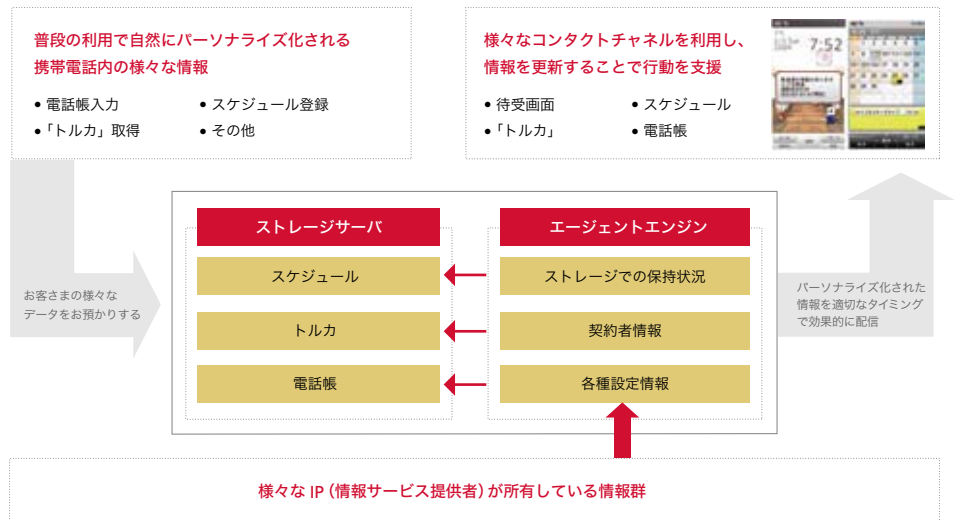 普段の利用で自然にパーソナライズ化される
携帯電話内の様々な情報
• 電話帳入力
• スケジュール登録
• 「トルカ」取得
• その他
様々なコンタクトチャネルを利用し、
情報を更新することで行動を支援
• 待受画面
• スケジュール
• 「トルカ」
• 電話帳
7:52
ストレージサーバ
スケジュール
トルカ
電話帳
エージェントエンジン
ストレージでの保持状況
契約者情報
各種設定情報
お客さまの様々な
データをお預かりする
パーソナライズ化された
情報を適切なタイミング
で効果的に配信
様々な IP（情報サービス提供者）が所有している情報群